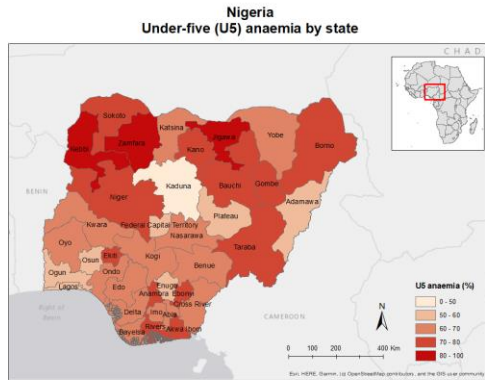 Nigeria
Under-five (U5) anaemia by state
CHAD
Sokoto
Katsina
Jigawa
Yobe
Borno
Kebbi
Zamfara
Kano
Kaduna
Bauchi
Gombe
Niger
Adamawa
BENIN
Plateau
Kwara
Federal Capital Territory
Nasarawa
Taraba
Oyo
Kogi
Osun
Ekiti
Benue
Ogun
Ondo
Edo
Enugu
Lagos
Anambra
Ebonyi
Cross River
Delta
Imo
Abia
Bayelsa
Rivers
Akwa Ibom
Bight of
Benin
CAMEROON
N
U5 anaemia (%)
0 - 50
50 - 60
60 - 70
70 - 80
80 - 100
0
100
200
400 Km
Esri, HERE, Garmin, (c) OpenStreetMap contributors, and the GIS user community